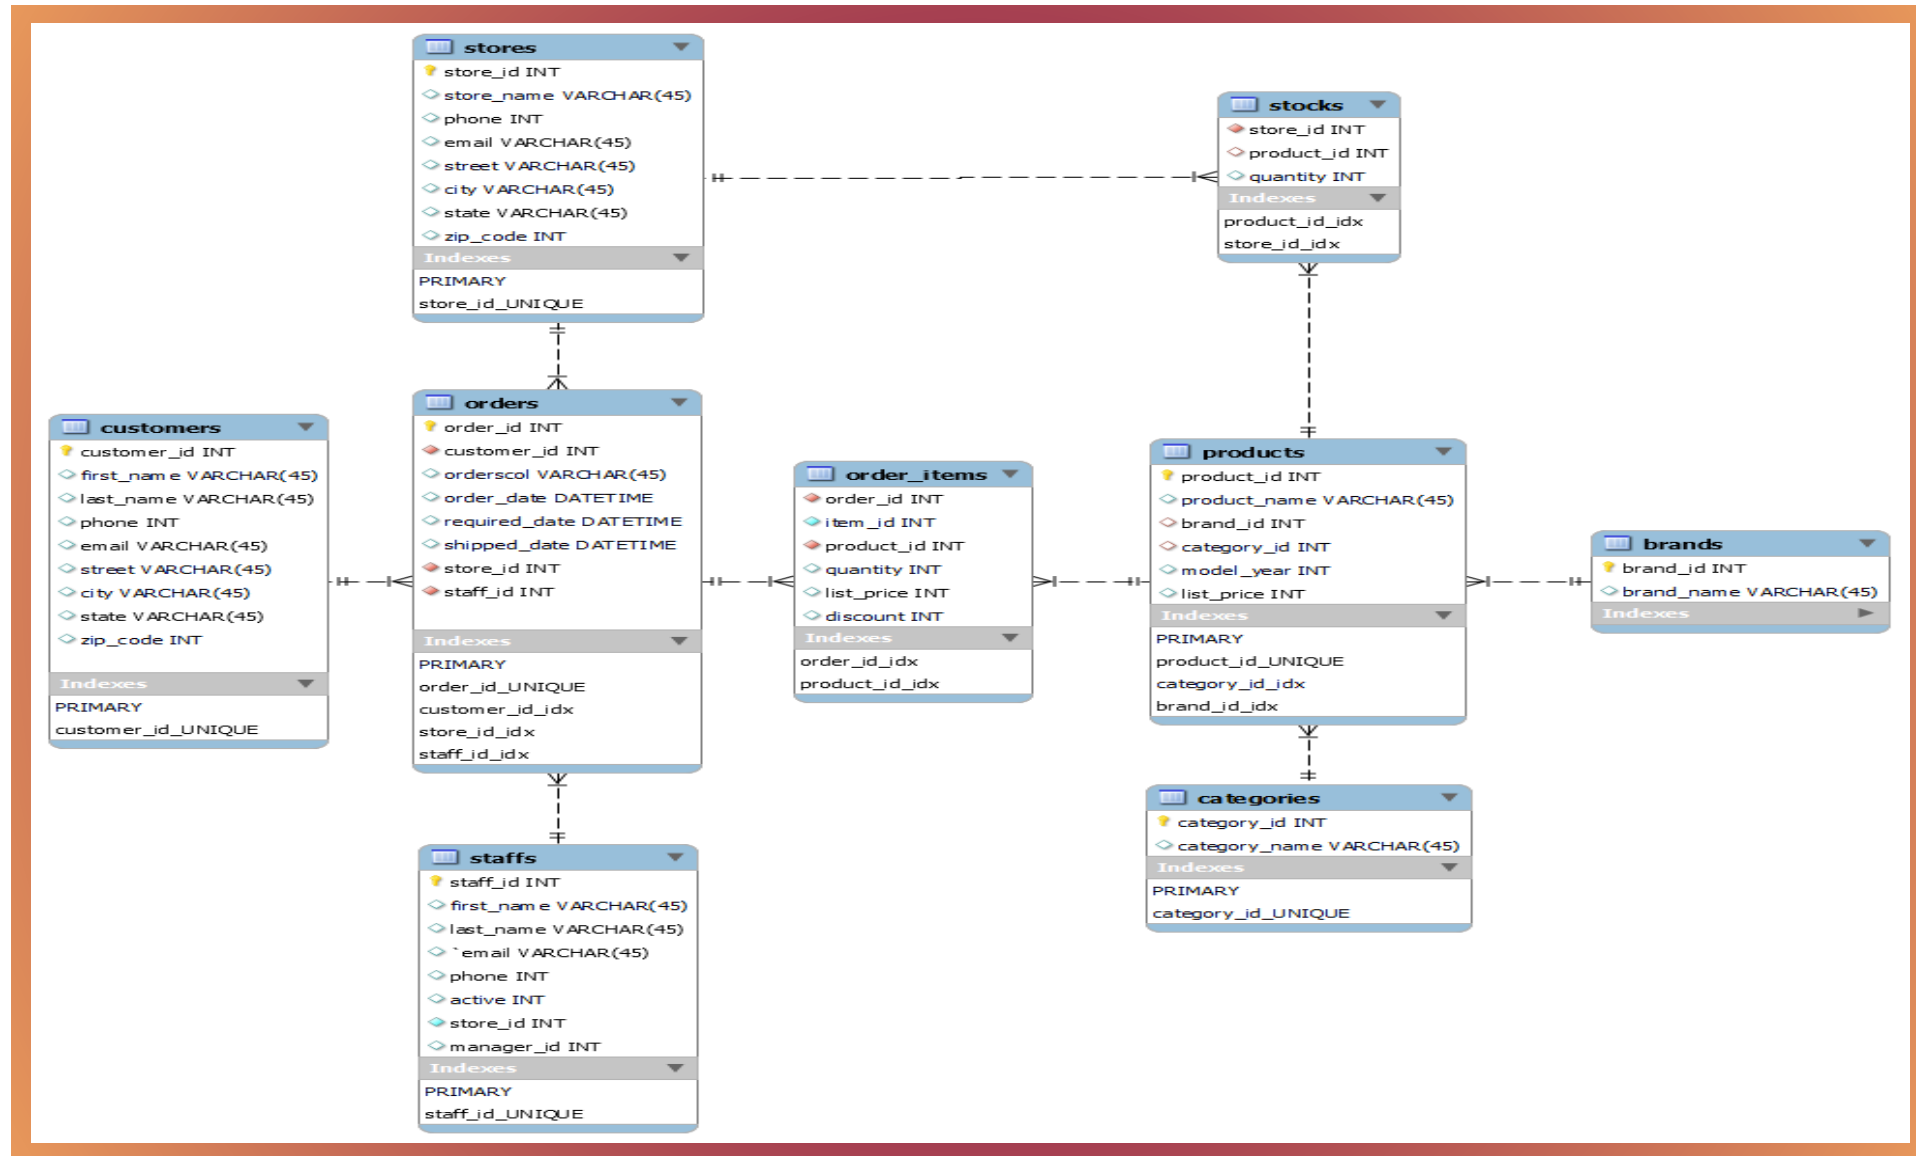 stores
store_id INT
store_name VARCHAR(45)
phone INT
email VARCHAR(45)
street VARCHAR(45)
city VARCHAR(45)
state VARCHAR(45)
zip_code INT
Indexes
PRIMARY
store_id_UNIQUE
stocks
store_id INT
product_id INT
quantity INT
Indexes
product_id_idx
store_id_idx
customers
customer_id INT
first_name VARCHAR(45)
last_name VARCHAR(45)
phone INT
email VARCHAR(45)
street VARCHAR(45)
city VARCHAR(45)
state VARCHAR(45)
zip_code INT
Indexes
PRIMARY
customer_id_UNIQUE
orders
order_id INT
customer_id INT
orderscol VARCHAR(45)
order_date DATETIME
required_date DATETIME
shipped_date DATETIME
store_id INT
staff_id INT
Indexes
PRIMARY
order_id_UNIQUE
customer_id_idx
store_id_idx
staff_id_idx
order_items
order_id INT
item_id INT
product_id INT
quantity INT
list_price INT
discount INT
Indexes
order_id_idx
product_id_idx
products
product_id INT
product_name VARCHAR(45)
brand_id INT
category_id INT
model_year INT
list_price INT
Indexes
PRIMARY
product_id_UNIQUE
category_id_idx
brand_id_idx
brands
brand_id INT
brand_name VARCHAR(45)
Indexes
staffs
staff_id INT
first_name VARCHAR(45)
last_name VARCHAR(45)
`email VARCHAR(45)
phone INT
active INT
store_id INT
manager_id INT
Indexes
PRIMARY
staff_id_UNIQUE
categories
category_id INT
category_name VARCHAR(45)
Indexes
PRIMARY
category_id_UNIQUE